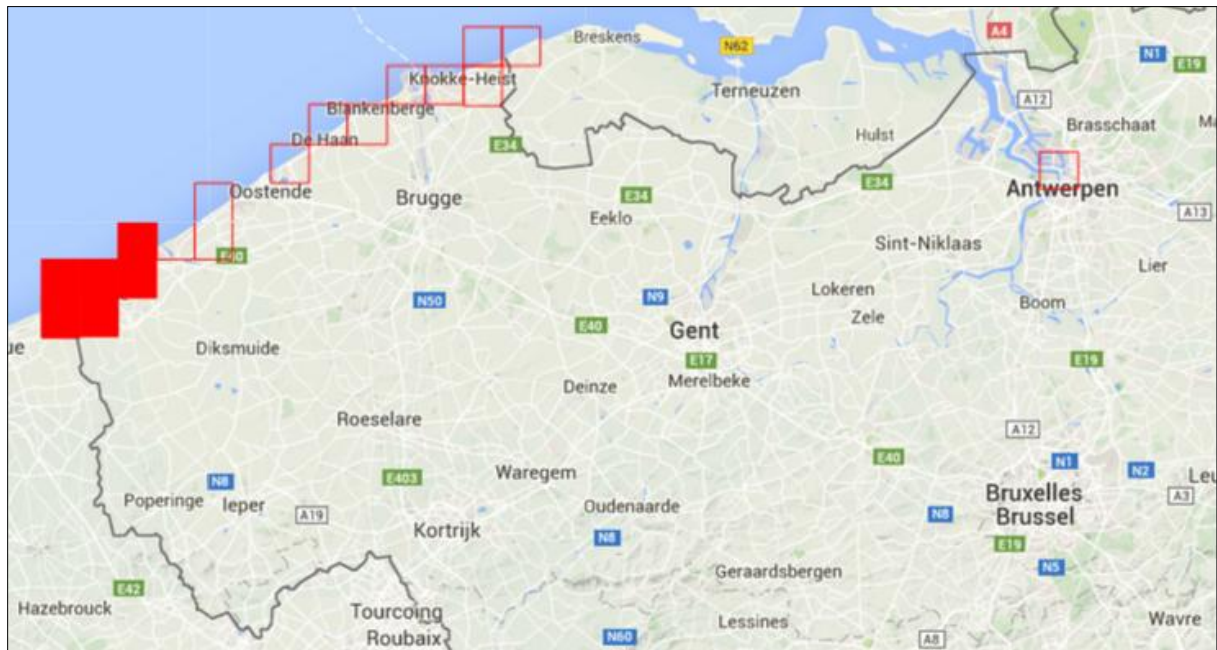 A4
Breskens
N62
N1
E19
Knokke-Heist
Terneuzen
A12
Blankenberge
Brasschaat
Ma
De Haan
Hulst
E34
Oostende
Brugge
E34
E34
Antwerpen
Eeklo
A13
Sint-Niklaas
E40
Lier
N50
N9
Lokeren
Boom
Zele
E40
Gent
ue
Diksmuide
E17
E19
Deinze
Merelbeke
Roeselare
A12
E40
N1
N2
N8
E403
Waregem
Leu
Poperinge
Ieper
Oudenaarde
Bruxelles
A3
A19
Kortrijk
N8
N8
Brussel
E19
Geraardsbergen
N5
E42
Hazebrouck
Tourcoing
Lessines
Wavre
Roubaix
N60
A8